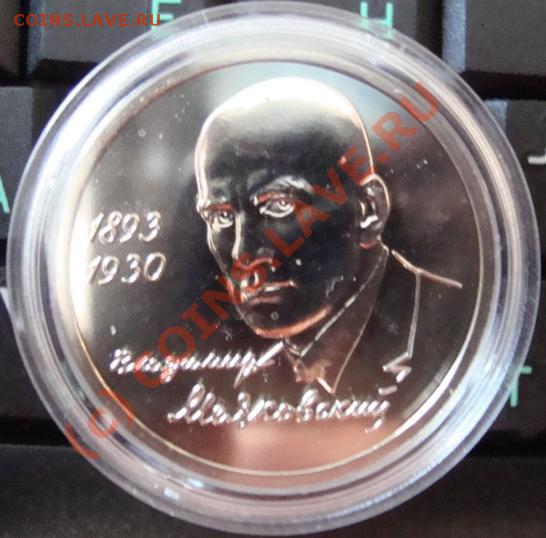 COINS.LAVE.RU
1893
1930
Владимир
Маяковский
(c) COINS.LAVE.RU